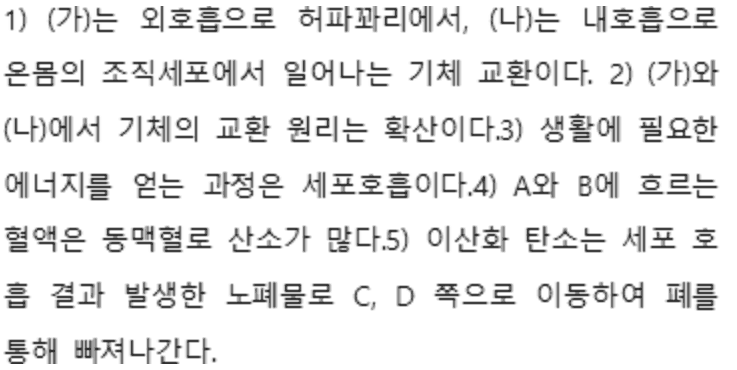 1) (가)는 외호흡으로 허파꽈리에서, (나)는 내호흡으로
온몸의 조직세포에서 일어나는 기체 교환이다. 2) (가)와
(나)에서 기체의 교환 원리는 확산이다.3) 생활에 필요한
에너지를 얻는 과정은 세포호흡이다.4) A와 B에 흐르는
혈액은 동맥혈로 산소가 많다.5) 이산화 탄소는 세포 호
흡 결과 발생한 노폐물로 C, D 쪽으로 이동하여 폐를
통해 빠져나간다.